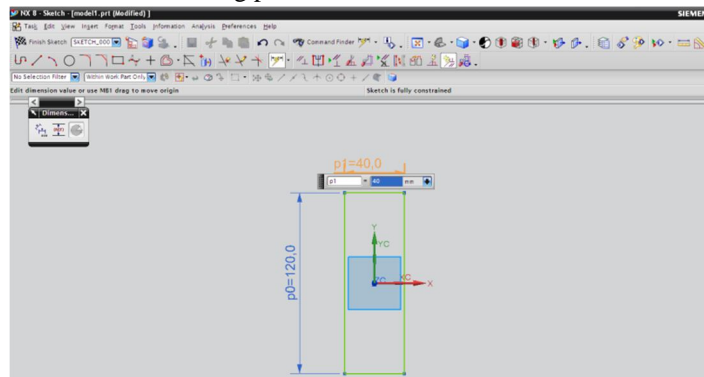 NX 8 - Sketch - [model1.prt (Modified) ]
SIEMEN
Task Edit View Insert Format Tools Information Analysis Preferences Help
Finish Sketch SKETCH_000
Command Finder
No Selection Filter Within Work Part Only
Edit dimension value or use MB1 drag to move origin
Sketch is fully constrained
Dimens...
p1=40,0
p1 = 40 mm
Y
YC
p0=120,0
XC X